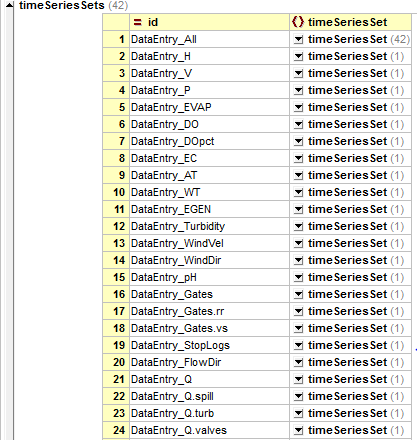 timeSeriesSets (42)
= id {} timeSeriesSet
1 DataEntry_All timeSeriesSet (42)
2 DataEntry_H timeSeriesSet (1)
3 DataEntry_V timeSeriesSet (1)
4 DataEntry_P timeSeriesSet (1)
5 DataEntry_EVAP timeSeriesSet (1)
6 DataEntry_DO timeSeriesSet (1)
7 DataEntry_DOpct timeSeriesSet (1)
8 DataEntry_EC timeSeriesSet (1)
9 DataEntry_AT timeSeriesSet (1)
10 DataEntry_WT timeSeriesSet (1)
11 DataEntry_EGEN timeSeriesSet (1)
12 DataEntry_Turbidity timeSeriesSet (1)
13 DataEntry_WindVel timeSeriesSet (1)
14 DataEntry_WindDir timeSeriesSet (1)
15 DataEntry_pH timeSeriesSet (1)
16 DataEntry_Gates timeSeriesSet (1)
17 DataEntry_Gates.rr timeSeriesSet (1)
18 DataEntry_Gates.vs timeSeriesSet (1)
19 DataEntry_StopLogs timeSeriesSet (1)
20 DataEntry_FlowDir timeSeriesSet (1)
21 DataEntry_Q timeSeriesSet (1)
22 DataEntry_Q.spill timeSeriesSet (1)
23 DataEntry_Q.turb timeSeriesSet (1)
24 DataEntry_Q.valves timeSeriesSet (1)